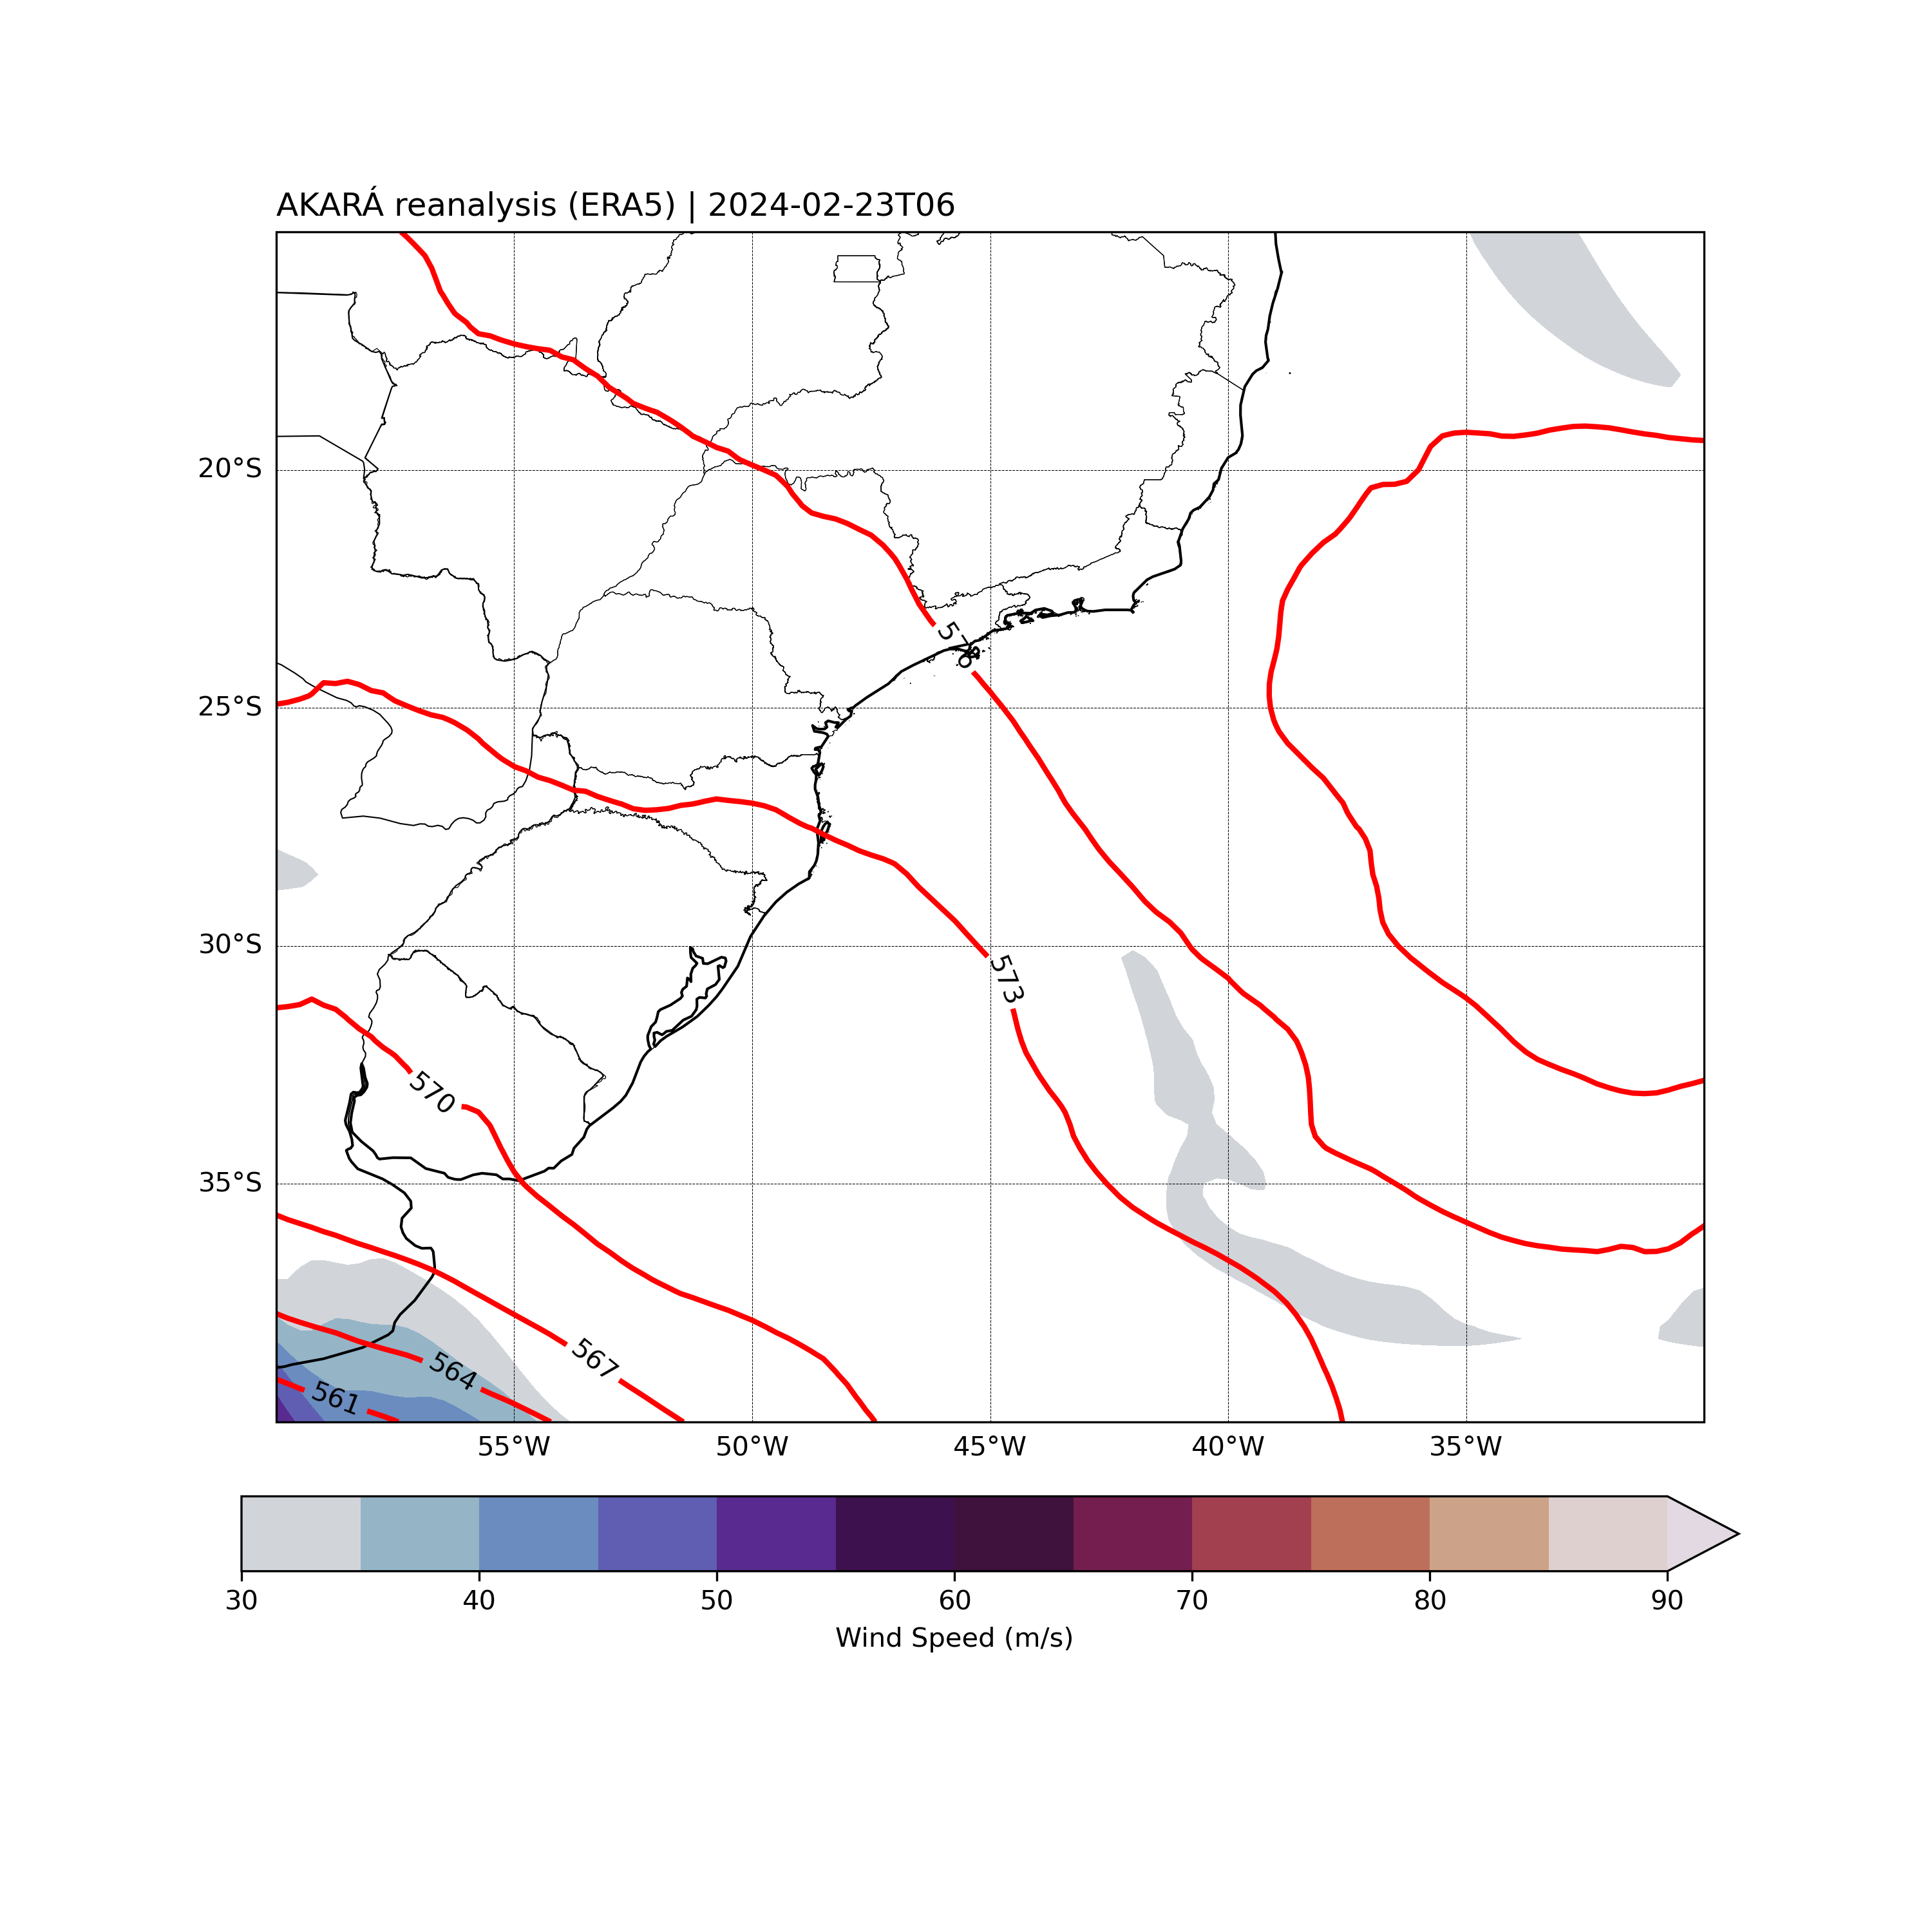 AKARÁ reanalysis (ERA5) | 2024-02-23T06
20°S
25°S
30°S
35°S
576
573
570
567
564
561
55°W 50°W 45°W 40°W 35°W
30 40 50 60 70 80 90
Wind Speed (m/s)